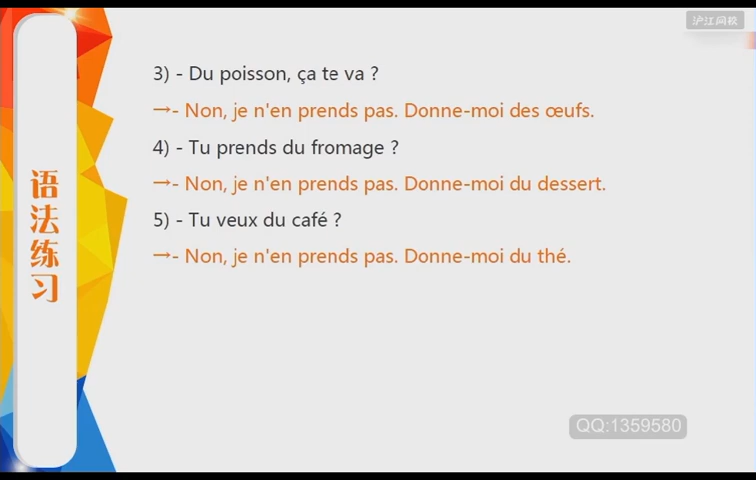 沪江网校
3) - Du poisson, ça te va ?
→- Non, je n'en prends pas. Donne-moi des œufs.
4) - Tu prends du fromage ?
→- Non, je n'en prends pas. Donne-moi du dessert.
5) - Tu veux du café ?
→- Non, je n'en prends pas. Donne-moi du thé.
语法练习
QQ:1359580